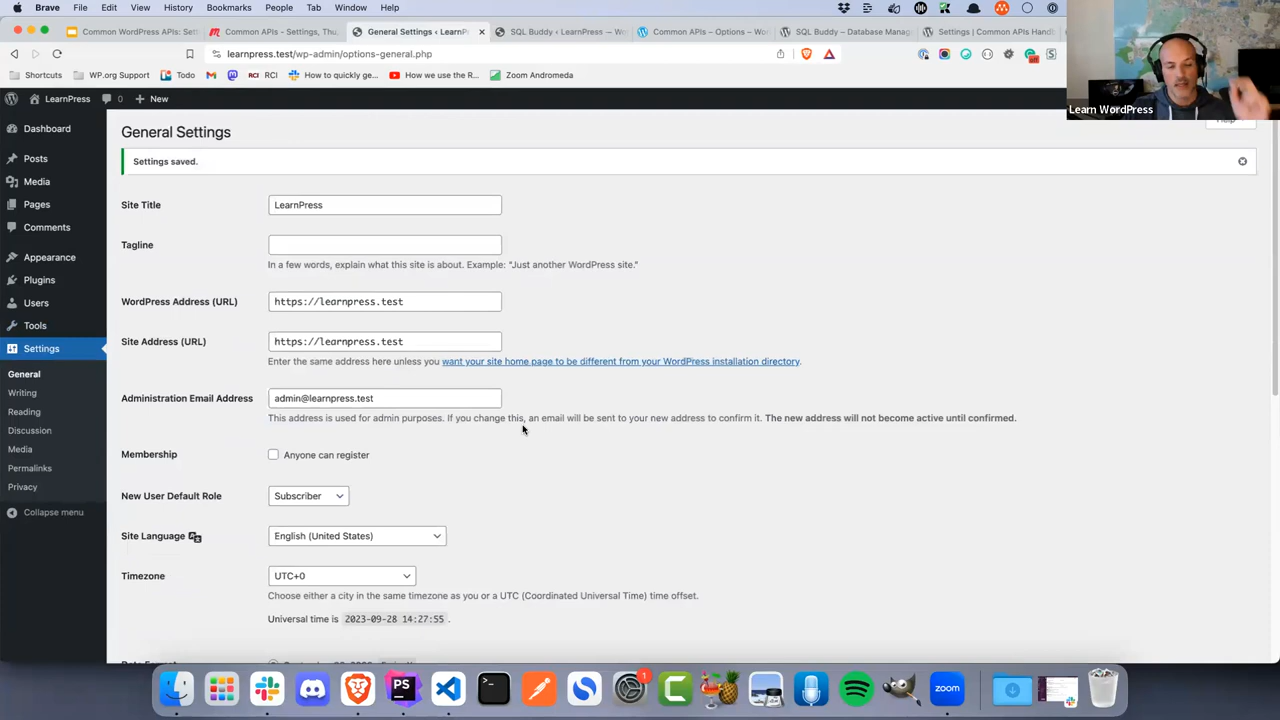 Brave File Edit View History Bookmarks People Tab Window Help
Common WordPress APIs: Sett
Common APIs - Settings, Thu
General Settings ‹ LearnPress
SQL Buddy ‹ LearnPress — Wo
Common APIs – Options – Wor
SQL Buddy – Database Manag
Settings | Common APIs Handb
learnpress.test/wp-admin/options-general.php
Shortcuts WP.org Support Todo RCI How to quickly ge... How we use the R... Zoom Andromeda
Learn WordPress
LearnPress 0 New
Help
Dashboard
Posts
Media
Pages
Comments
Appearance
Plugins
Users
Tools
Settings
General
Writing
Reading
Discussion
Media
Permalinks
Privacy
Collapse menu
General Settings
Settings saved.
Site Title LearnPress
Tagline
In a few words, explain what this site is about. Example: “Just another WordPress site.”
WordPress Address (URL) https://learnpress.test
Site Address (URL) https://learnpress.test
Enter the same address here unless you want your site home page to be different from your WordPress installation directory.
Administration Email Address admin@learnpress.test
This address is used for admin purposes. If you change this, an email will be sent to your new address to confirm it. The new address will not become active until confirmed.
Membership Anyone can register
New User Default Role Subscriber
Site Language English (United States)
Timezone UTC+0
Choose either a city in the same timezone as you or a UTC (Coordinated Universal Time) time offset.
Universal time is 2023-09-28 14:27:55 .
PS
zoom
1